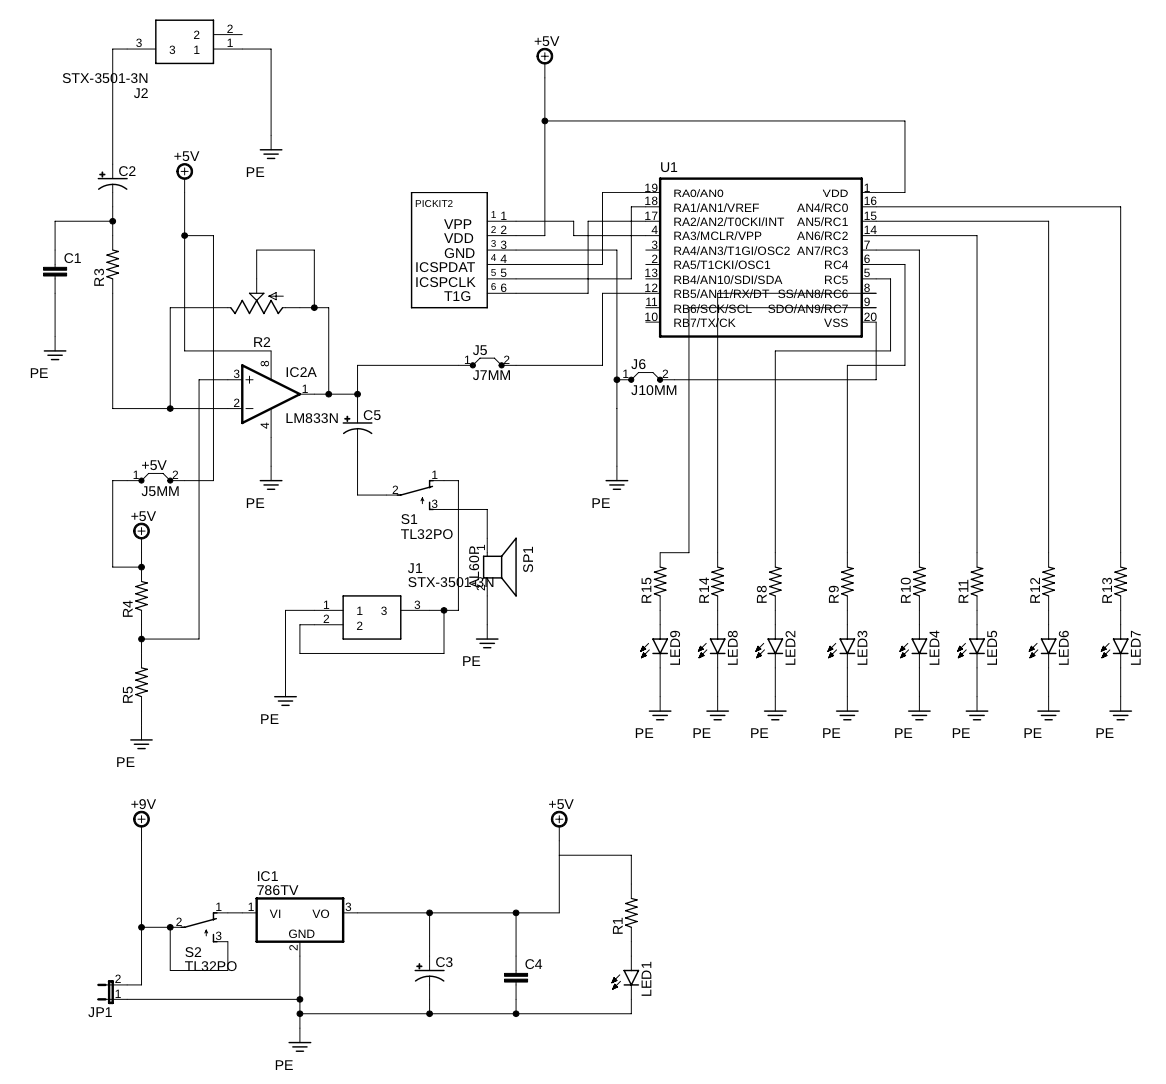 2 2
3 3 1 1
STX-3501-3N
J2
PE
+5V
C2
C1
R3
PE
R2
8
3
IC2A
1
2
4
LM833N
PE
C5
+5V
1 2
J5MM
+5V
R4
R5
PE
2 1
3
S1
TL32PO
J1
STX-3501-3N
AL60P
1
2
SP1
PE
1 1 3 3
2 2
PE
+5V
PICKIT2
VPP 1 1
VDD 2 2
GND 3 3
ICSPDAT 4 4
ICSPCLK 5 5
T1G 6 6
J5
1 2
J7MM
J6
1 2
J10MM
PE
U1
19 RA0/AN0 VDD 1
18 RA1/AN1/VREF AN4/RC0 16
17 RA2/AN2/T0CKI/INT AN5/RC1 15
4 RA3/MCLR/VPP AN6/RC2 14
3 RA4/AN3/T1GI/OSC2 AN7/RC3 7
2 RA5/T1CKI/OSC1 RC4 6
13 RB4/AN10/SDI/SDA RC5 5
12 RB5/AN11/RX/DT SS/AN8/RC6 8
11 RB6/SCK/SCL SDO/AN9/RC7 9
10 RB7/TX/CK VSS 20
R15 R14 R8 R9 R10 R11 R12 R13
LED9 LED8 LED2 LED3 LED4 LED5 LED6 LED7
PE PE PE PE PE PE PE PE
+9V
+5V
IC1
786TV
2 1
3
S2
TL32PO
1 VI VO 3
GND
2
C3
C4
R1
LED1
2
1
JP1
PE